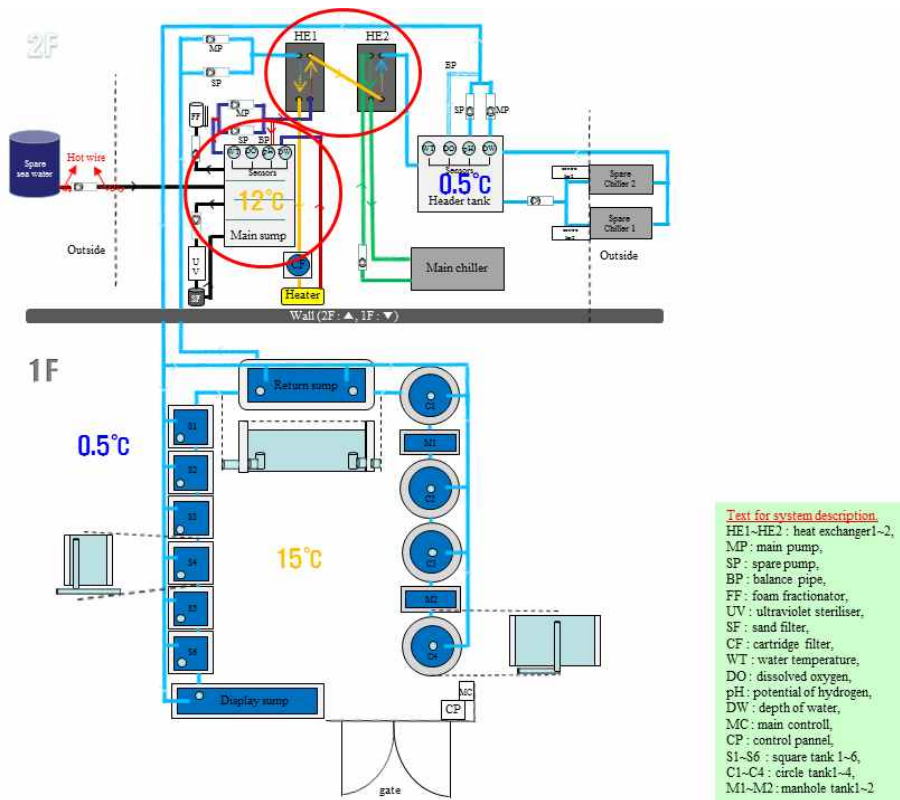 2F
HE1
HE2
MP
SP
BP
SP
MP
FF
MP
SP
BP
WT
DO
pH
DW
Sensors
12℃
Main sump
Spare
sea water
Hot wire
Outside
U
V
SF
CF
Heater
WT
DO
pH
DW
Sensors
0.5℃
Header tank
Main chiller
Spare
Chiller 2
Spare
Chiller 1
Outside
Wall (2F : ▲, 1F : ▼)
1F
Return sump
0.5℃
15℃
S1
S2
S3
S4
S5
S6
C1
M1
C2
C3
M2
C4
Display sump
MC
CP
gate
Text for system description.
HE1~HE2 : heat exchanger1~2,
MP : main pump,
SP : spare pump,
BP : balance pipe,
FF : foam fractionator,
UV : ultraviolet steriliser,
SF : sand filter,
CF : cartridge filter,
WT : water temperature,
DO : dissolved oxygen,
pH : potential of hydrogen,
DW : depth of water,
MC : main controll,
CP : control pannel,
S1~S6 : square tank 1~6,
C1~C4 : circle tank1~4,
M1~M2 : manhole tank1~2